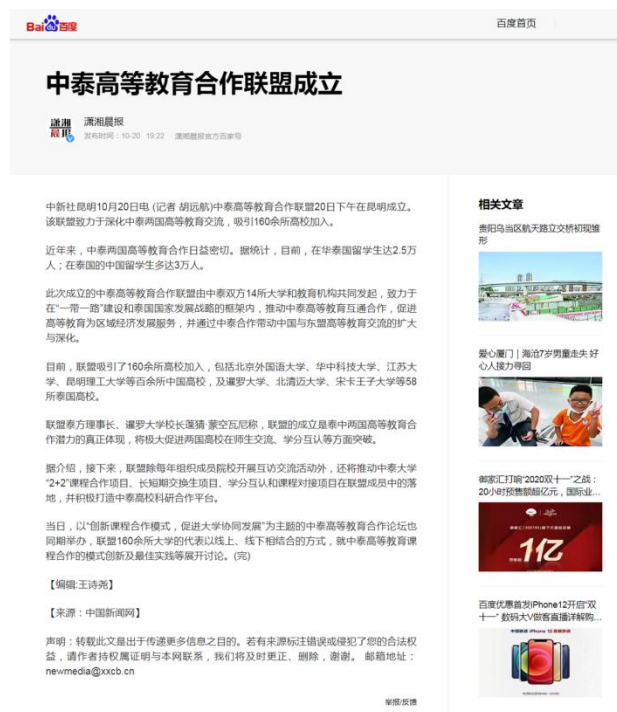 Bai du 百度
百度首页
中泰高等教育合作联盟成立
潇湘晨报
潇湘晨报
发布时间：10-20 19:22 潇湘晨报官方百家号
中新社昆明10月20日电 (记者 胡远航)中泰高等教育合作联盟20日下午在昆明成立。
该联盟致力于深化中泰两国高等教育交流，吸引160余所高校加入。
近年来，中泰两国高等教育合作日益密切。据统计，目前，在华泰国留学生达2.5万
人；在泰国的中国留学生多达3万人。
此次成立的中泰高等教育合作联盟由中泰双方14所大学和教育机构共同发起，致力于
在“一带一路”建设和泰国国家发展战略的框架内，推动中泰高等教育互通合作，促进
高等教育为区域经济发展服务，并通过中泰合作带动中国与东盟高等教育交流的扩大
与深化。
目前，联盟吸引了160余所高校加入，包括北京外国语大学、华中科技大学、江苏大
学、昆明理工大学等百余所中国高校，及暹罗大学、北清迈大学、宋卡王子大学等58
所泰国高校。
联盟泰方理事长、暹罗大学校长蓬猜·蒙空瓦尼称，联盟的成立是泰中两国高等教育合
作潜力的真正体现，将极大促进两国高校在师生交流、学分互认等方面突破。
据介绍，接下来，联盟除每年组织成员院校开展互访交流活动外，还将推动中泰大学
“2+2”课程合作项目、长短期交换生项目、学分互认和课程对接项目在联盟成员中的落
地，并积极打造中泰高校科研合作平台。
当日，以“创新课程合作模式，促进大学协同发展”为主题的中泰高等教育合作论坛也
同期举办，联盟160余所大学的代表以线上、线下相结合的方式，就中泰高等教育课
程合作的模式创新及最佳实践等展开讨论。(完)
【编辑:王诗尧】
【来源：中国新闻网】
声明：转载此文是出于传递更多信息之目的。若有来源标注错误或侵犯了您的合法权
益，请作者持权属证明与本网联系，我们将及时更正、删除，谢谢。 邮箱地址：
newmedia@xxcb.cn
举报/反馈
相关文章
贵阳乌当区航天路立交桥初现雏
形
爱心厦门｜海沧7岁男童走失 好
心人接力寻回
御家汇打响“2020双十一”之战：
20小时预售额超亿元，国际业...
1亿
百度优惠首发iPhone12开启“双
十一” 数码大V做客直播详解购...